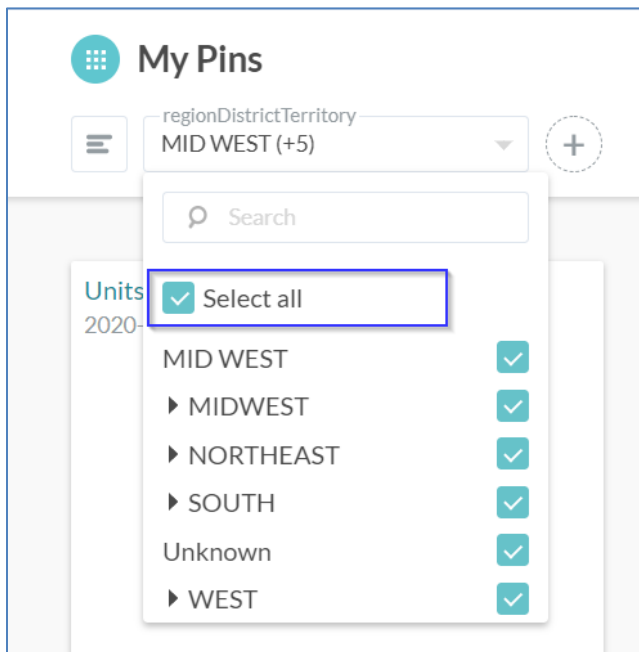 My Pins
regionDistrictTerritory
MID WEST (+5)
Search
Units
Select all
2020-
MID WEST
MIDWEST
NORTHEAST
SOUTH
Unknown
WEST